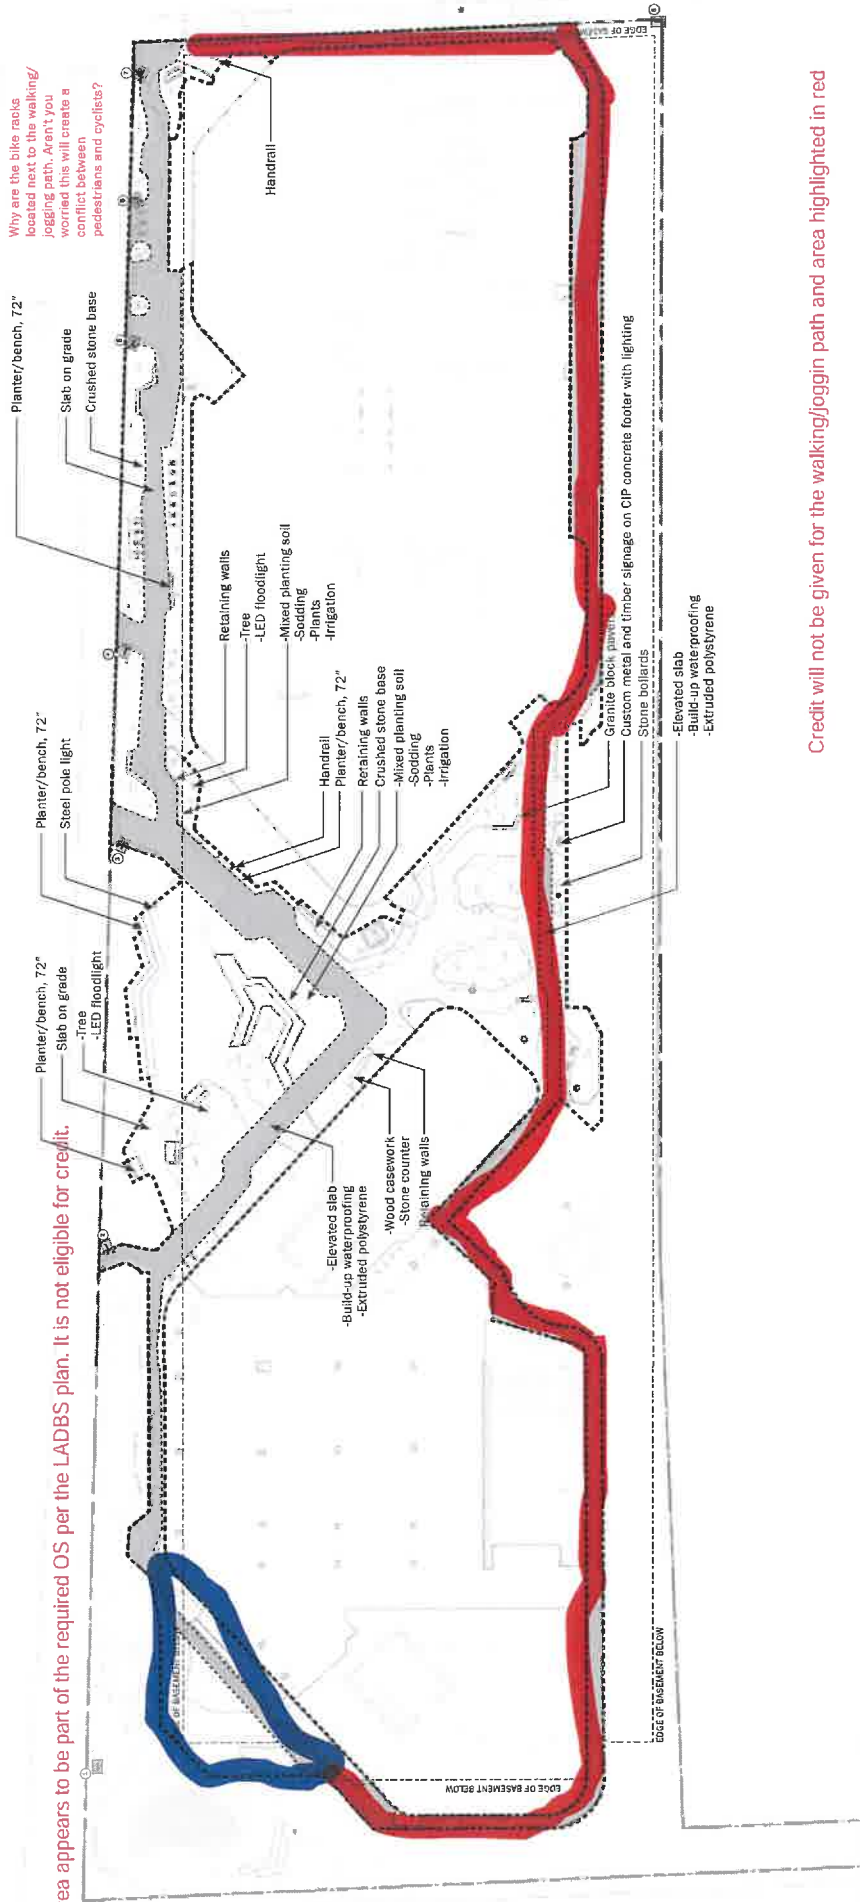 Why are the bike racks
located next to the walking/
jogging path. Aren't you
worried this will create a
conflict between
pedestrians and cyclists?
Planter/bench, 72"
Slab on grade
Crushed stone base
Handrail
EDGE OF BASEMENT
Planter/bench, 72"
Steel pole light
Planter/bench, 72"
Slab on grade
-Tree
-LED floodlight
Retaining walls
-Tree
-LED floodlight
-Mixed planting soil
-Sodding
-Plants
-Irrigation
Handrail
Planter/bench, 72"
Retaining walls
Crushed stone base
-Mixed planting soil
-Sodding
-Plants
-Irrigation
Granite block pavers
Custom metal and timber signage on CIP concrete footer with lighting
Stone bollards
-Elevated slab
-Build-up waterproofing
-Extruded polystyrene
-Elevated slab
-Build-up waterproofing
-Extruded polystyrene
-Wood casework
-Stone counter
Retaining walls
ea appears to be part of the required OS per the LADBS plan. It is not eligible for credit.
OF BASEMENT
EDGE OF BASEMENT BELOW
EDGE OF BASEMENT BELOW
Credit will not be given for the walking/joggin path and area highlighted in red